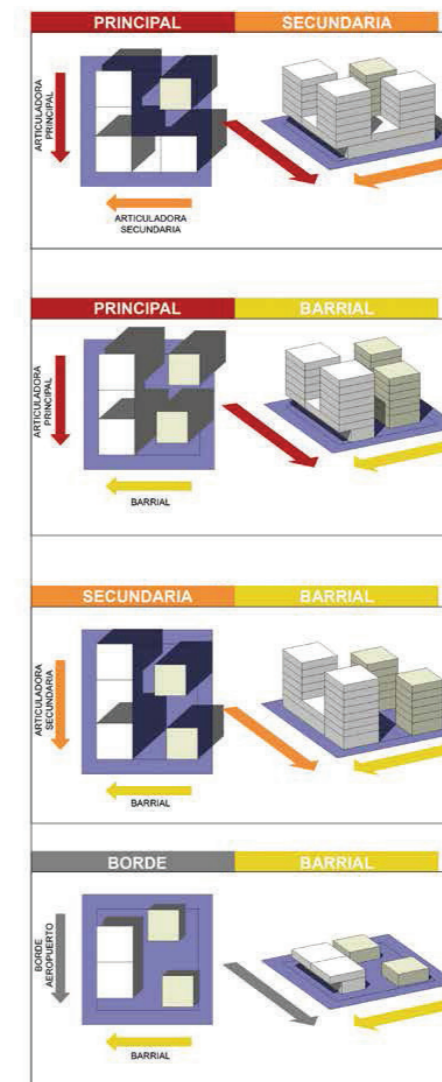 PRINCIPAL SECUNDARIA
ARTICULADORA
PRINCIPAL
ARTICULADORA
SECUNDARIA
PRINCIPAL BARRIAL
ARTICULADORA
PRINCIPAL
BARRIAL
SECUNDARIA BARRIAL
ARTICULADORA
SECUNDARIA
BARRIAL
BORDE BARRIAL
BORDE
AEROPUERTO
BARRIAL